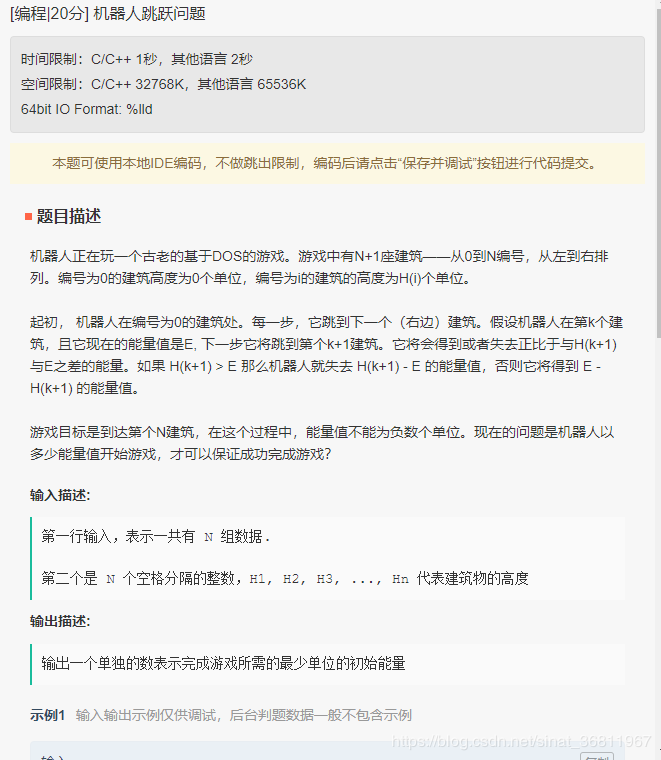 [编程|20分] 机器人跳跃问题
时间限制：C/C++ 1秒，其他语言 2秒
空间限制：C/C++ 32768K，其他语言 65536K
64bit IO Format: %lld
本题可使用本地IDE编码，不做跳出限制，编码后请点击“保存并调试”按钮进行代码提交。
题目描述
机器人正在玩一个古老的基于DOS的游戏。游戏中有N+1座建筑——从0到N编号，从左到右排
列。编号为0的建筑高度为0个单位，编号为i的建筑的高度为H(i)个单位。
起初， 机器人在编号为0的建筑处。每一步，它跳到下一个（右边）建筑。假设机器人在第k个建
筑，且它现在的能量值是E, 下一步它将跳到第个k+1建筑。它将会得到或者失去正比于与H(k+1)
与E之差的能量。如果 H(k+1) > E 那么机器人就失去 H(k+1) - E 的能量值，否则它将得到 E -
H(k+1) 的能量值。
游戏目标是到达第个N建筑，在这个过程中，能量值不能为负数个单位。现在的问题是机器人以
多少能量值开始游戏，才可以保证成功完成游戏？
输入描述:
第一行输入，表示一共有 N 组数据.
第二个是 N 个空格分隔的整数，H1, H2, H3, ..., Hn 代表建筑物的高度
输出描述:
输出一个单独的数表示完成游戏所需的最少单位的初始能量
示例1 输入输出示例仅供调试，后台判题数据一般不包含示例
https://blog.csdn.net/sinat_36811967